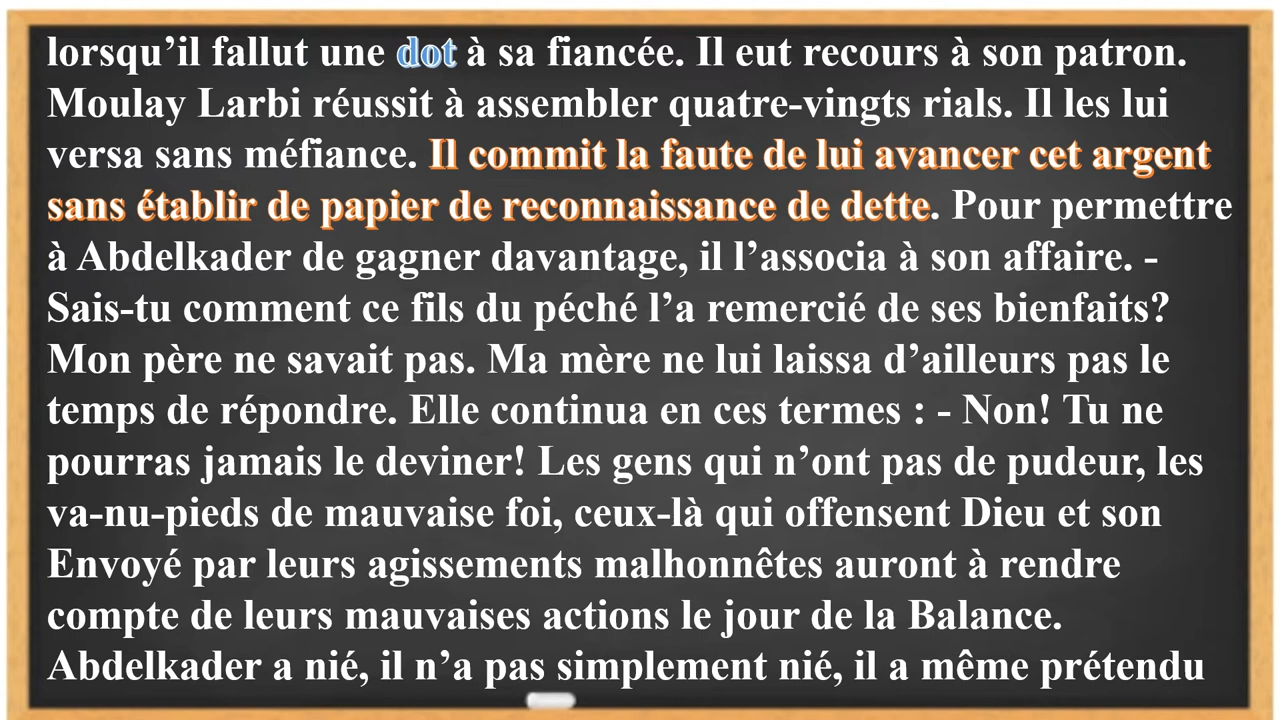 lorsqu’il fallut une dot à sa fiancée. Il eut recours à son patron.
Moulay Larbi réussit à assembler quatre-vingts rials. Il les lui
versa sans méfiance. Il commit la faute de lui avancer cet argent
sans établir de papier de reconnaissance de dette. Pour permettre
à Abdelkader de gagner davantage, il l’associa à son affaire. -
Sais-tu comment ce fils du péché l’a remercié de ses bienfaits?
Mon père ne savait pas. Ma mère ne lui laissa d’ailleurs pas le
temps de répondre. Elle continua en ces termes : - Non! Tu ne
pourras jamais le deviner! Les gens qui n’ont pas de pudeur, les
va-nu-pieds de mauvaise foi, ceux-là qui offensent Dieu et son
Envoyé par leurs agissements malhonnêtes auront à rendre
compte de leurs mauvaises actions le jour de la Balance.
Abdelkader a nié, il n’a pas simplement nié, il a même prétendu